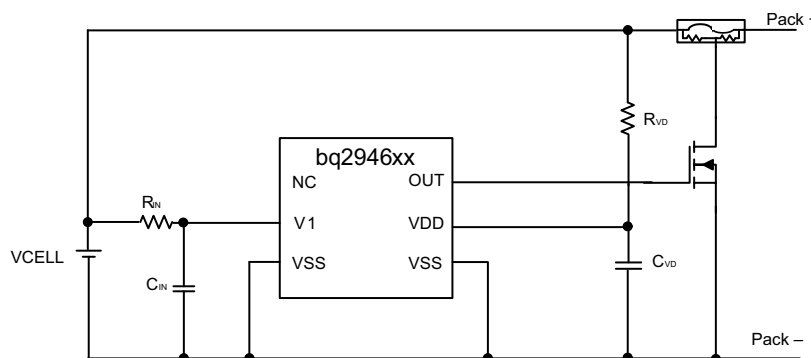 Pack +
bq2946xx
RVD
NC
OUT
RIN
V1
VDD
VCELL
VSS
VSS
CVD
CIN
Pack –